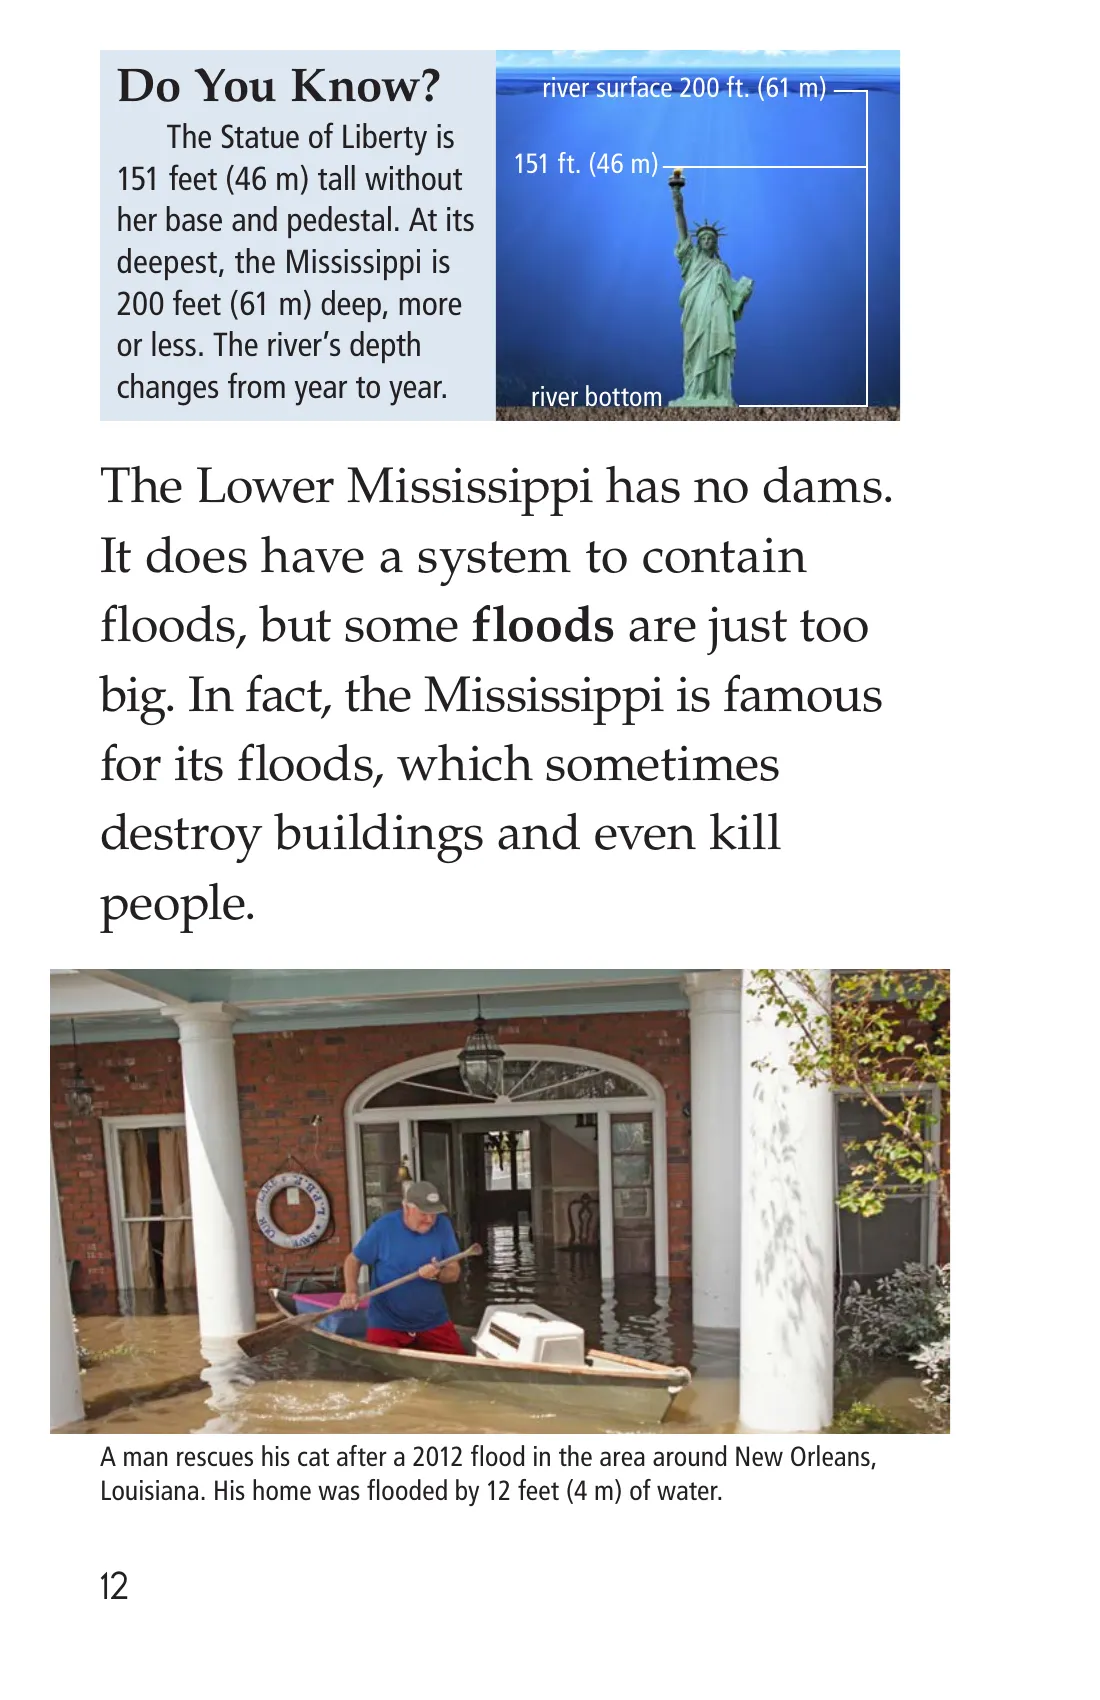 Do You Know?
The Statue of Liberty is
151 feet (46 m) tall without
her base and pedestal. At its
deepest, the Mississippi is
200 feet (61 m) deep, more
or less. The river’s depth
changes from year to year.
river surface 200 ft. (61 m)
151 ft. (46 m)
river bottom
The Lower Mississippi has no dams.
It does have a system to contain
floods, but some floods are just too
big. In fact, the Mississippi is famous
for its floods, which sometimes
destroy buildings and even kill
people.
SAVE OUR LAKE
L.P.B.F.
A man rescues his cat after a 2012 flood in the area around New Orleans,
Louisiana. His home was flooded by 12 feet (4 m) of water.
12